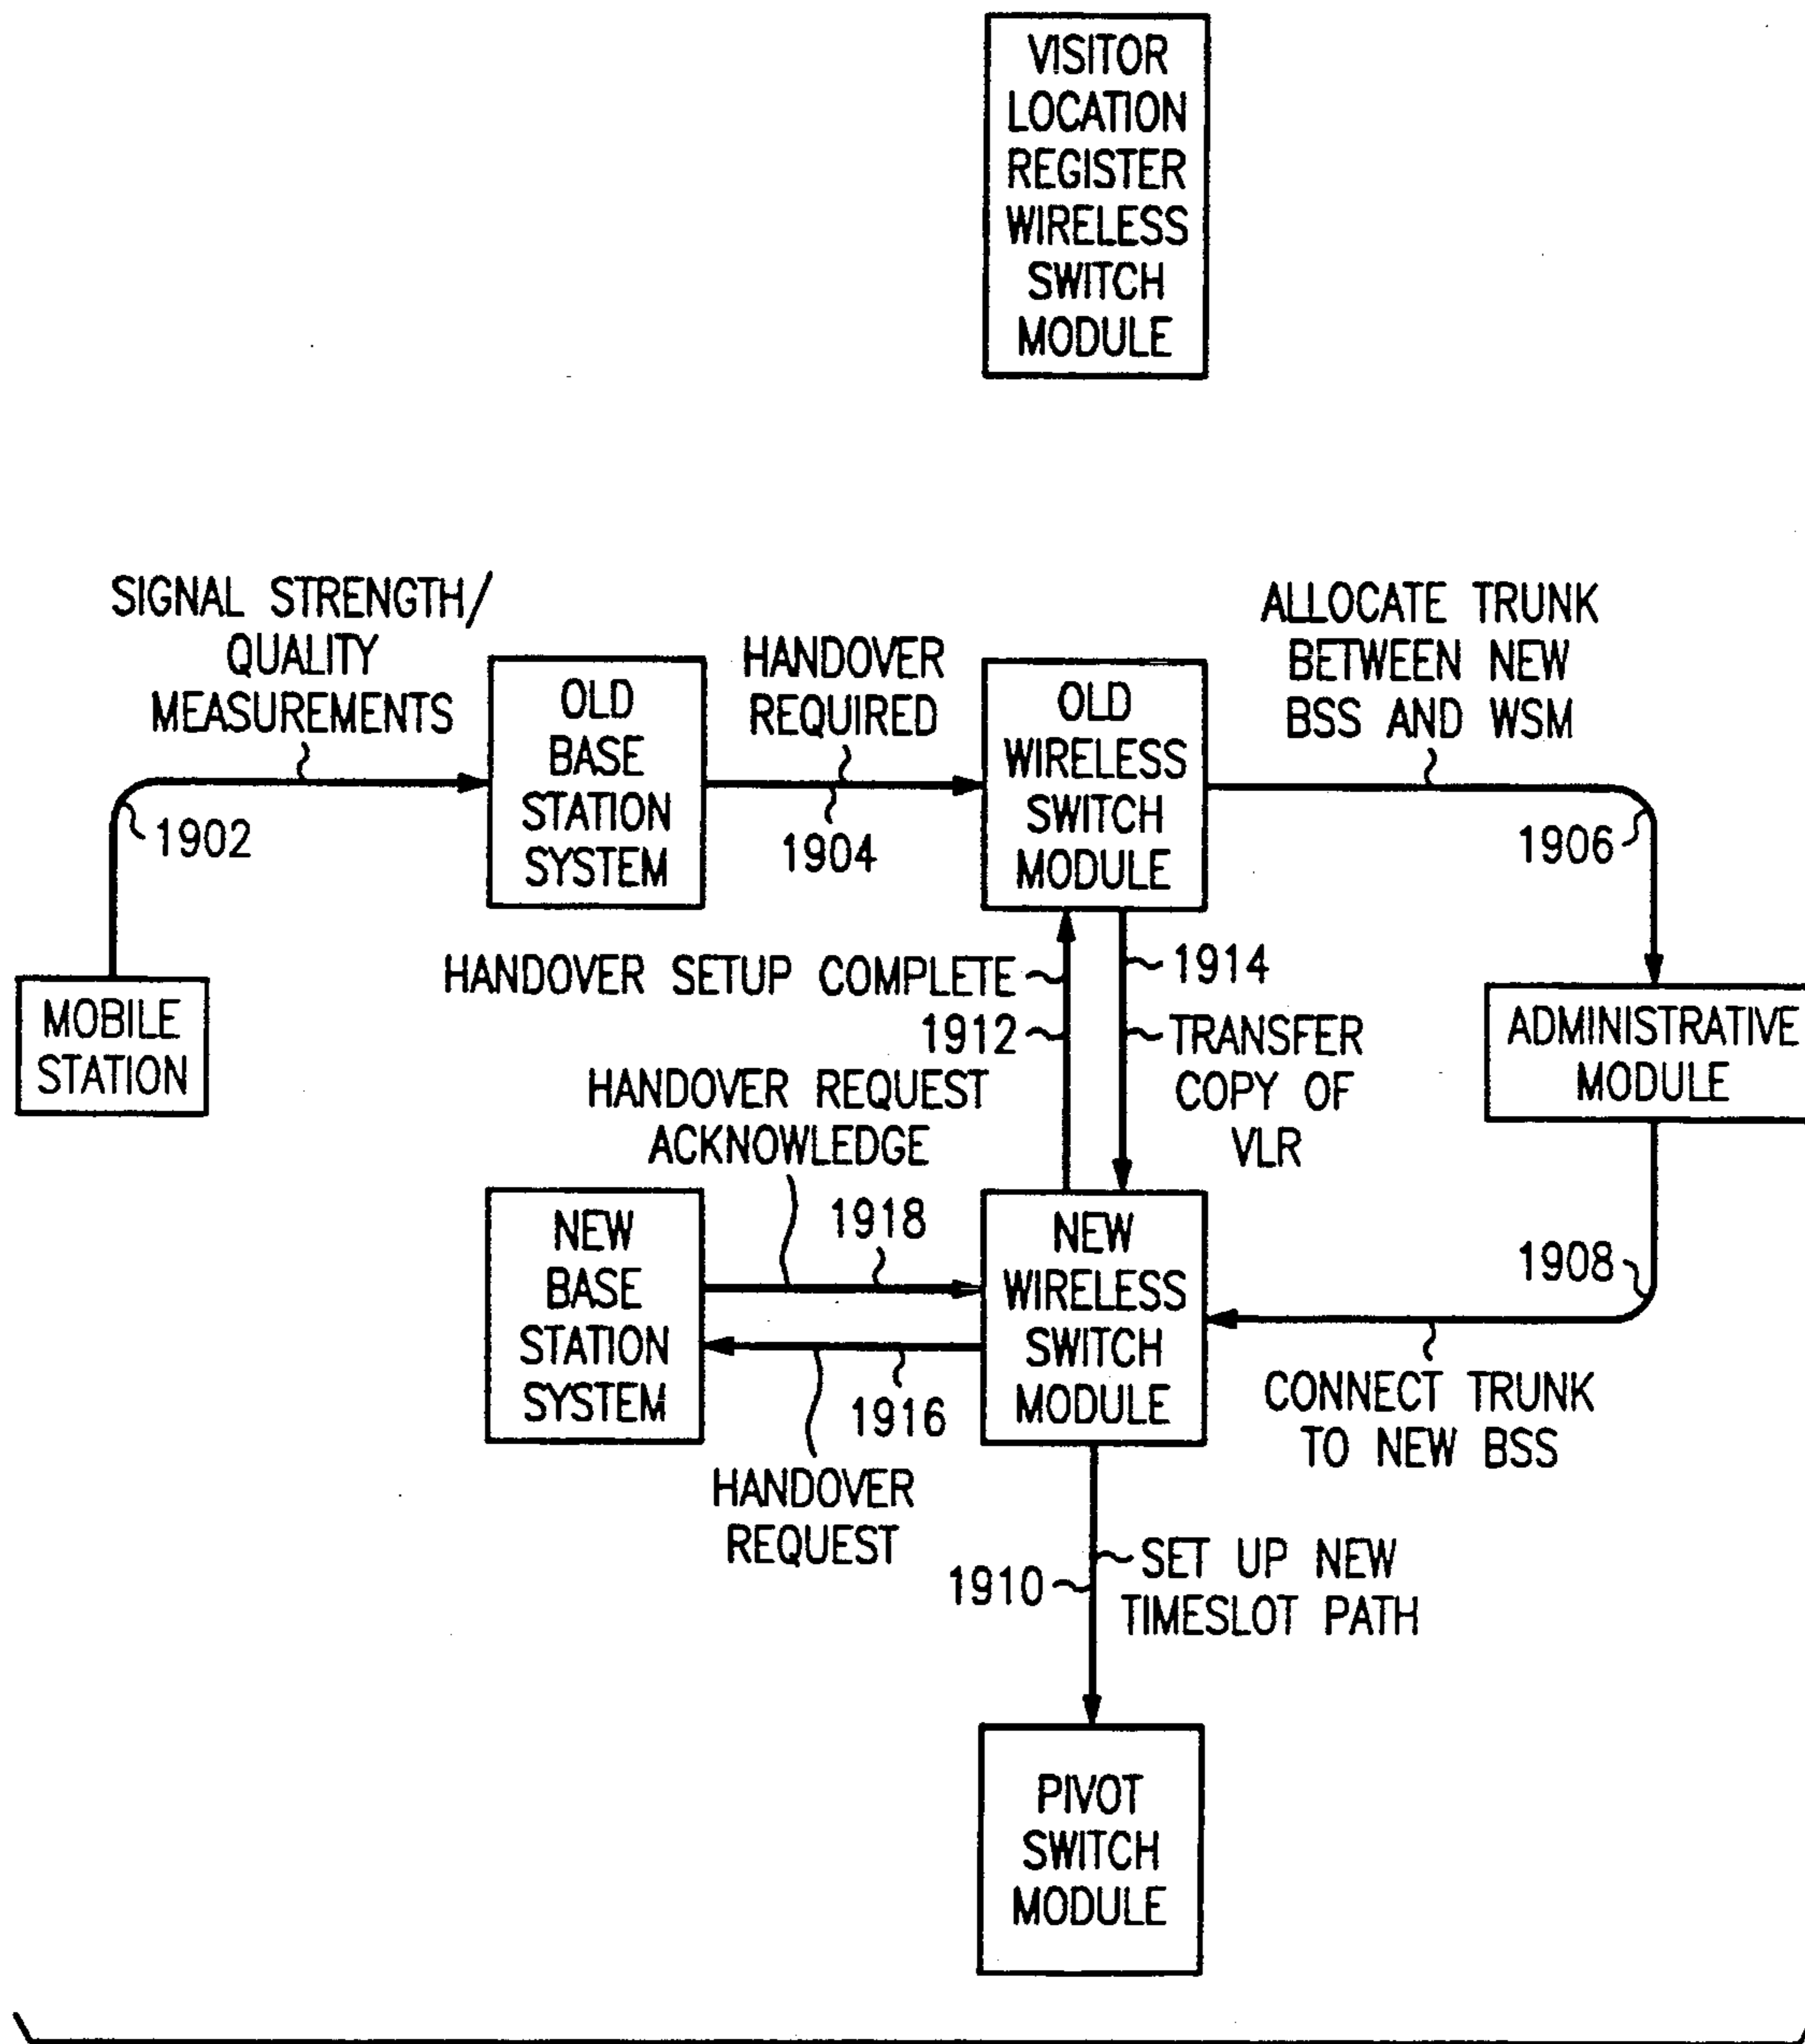 VISITOR
LOCATION
REGISTER
WIRELESS
SWITCH
MODULE
SIGNAL STRENGTH/
QUALITY
MEASUREMENTS
1902
OLD
BASE
STATION
SYSTEM
HANDOVER
REQUIRED
1904
OLD
WIRELESS
SWITCH
MODULE
ALLOCATE TRUNK
BETWEEN NEW
BSS AND WSM
1906
MOBILE
STATION
HANDOVER SETUP COMPLETE
1912
1914
TRANSFER
COPY OF
VLR
ADMINISTRATIVE
MODULE
HANDOVER REQUEST
ACKNOWLEDGE
1918
NEW
BASE
STATION
SYSTEM
NEW
WIRELESS
SWITCH
MODULE
1908
CONNECT TRUNK
TO NEW BSS
1916
HANDOVER
REQUEST
1910
SET UP NEW
TIMESLOT PATH
PIVOT
SWITCH
MODULE